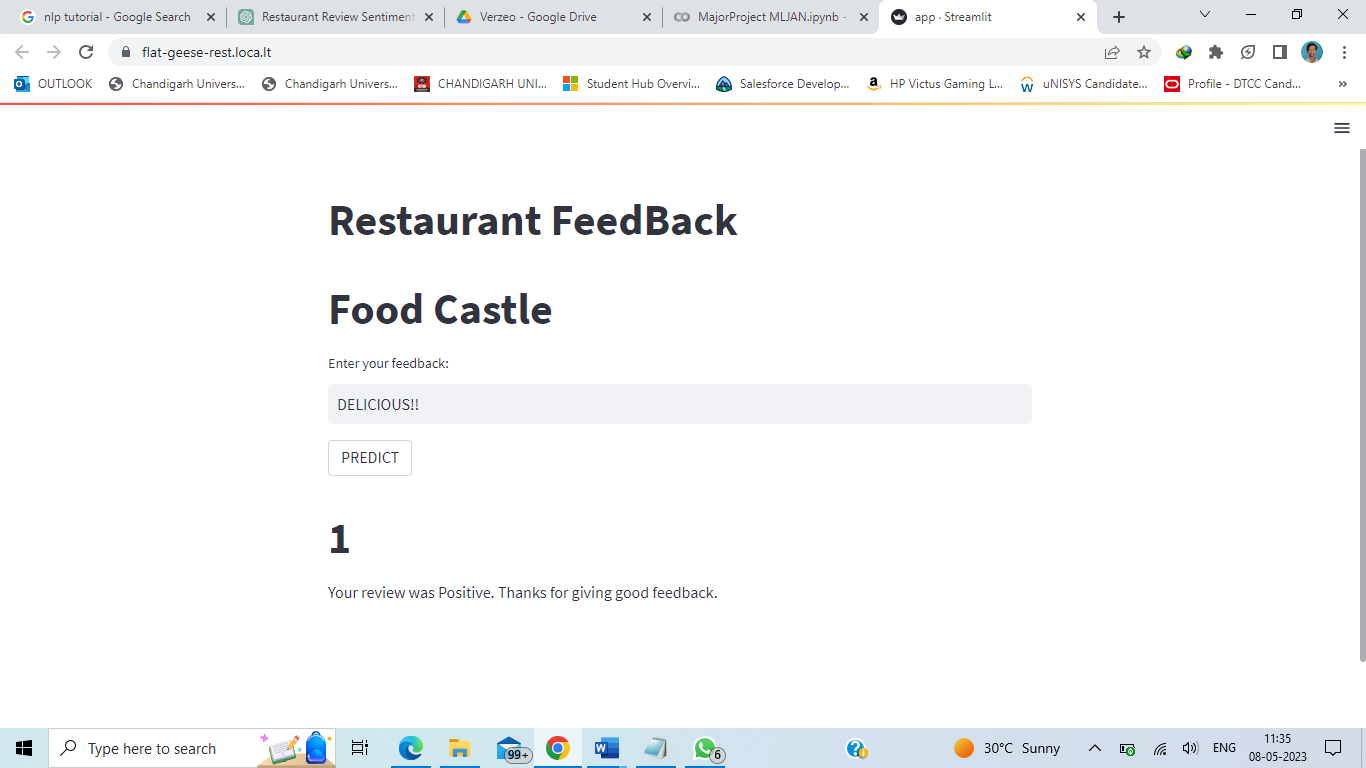 nlp tutorial - Google Search
Restaurant Review Sentiment
Verzeo - Google Drive
MajorProject MLJAN.ipynb -
app · Streamlit
flat-geese-rest.loca.lt
OUTLOOK
Chandigarh Univers...
Chandigarh Univers...
CHANDIGARH UNI...
Student Hub Overvi...
Salesforce Develop...
HP Victus Gaming L...
uNISYS Candidate...
Profile - DTCC Cand...
»
Restaurant FeedBack
Food Castle
Enter your feedback:
DELICIOUS!!
PREDICT
1
Your review was Positive. Thanks for giving good feedback.
Type here to search
99+
6
30°C Sunny
ENG
11:35
08-05-2023